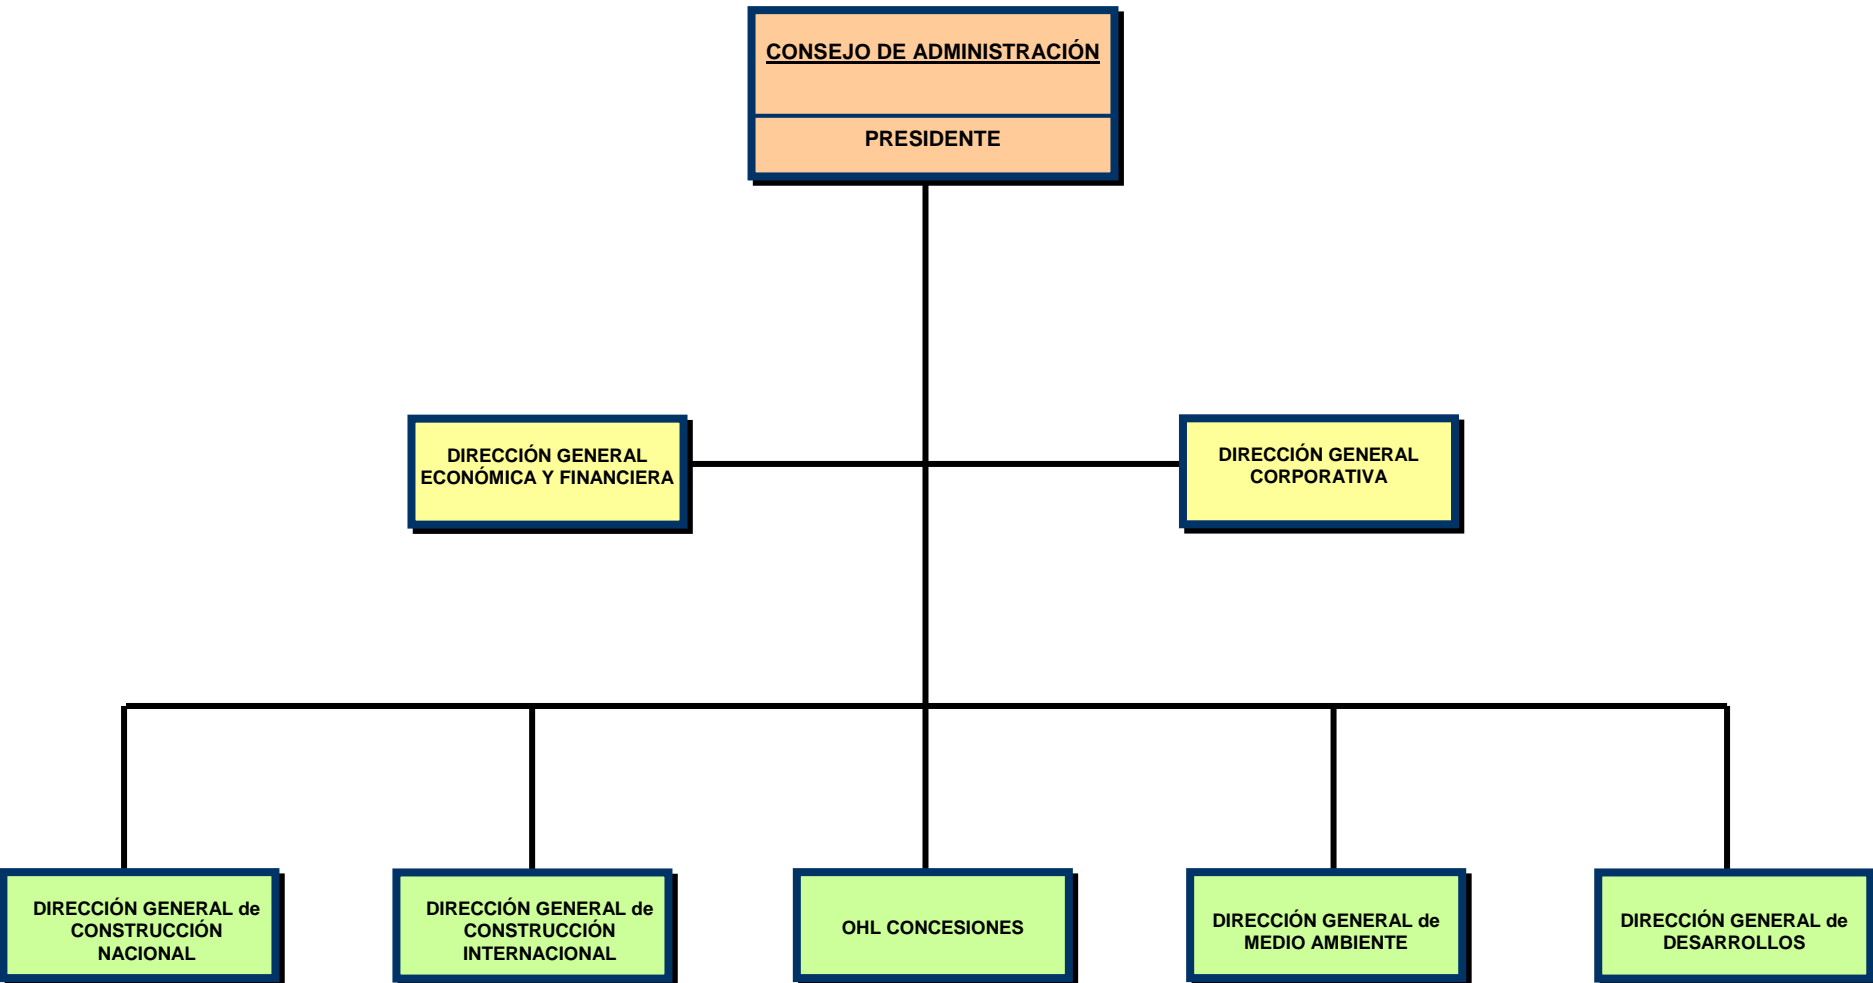 CONSEJO DE ADMINISTRACIÓN
PRESIDENTE
DIRECCIÓN GENERAL
ECONÓMICA Y FINANCIERA
DIRECCIÓN GENERAL
CORPORATIVA
DIRECCIÓN GENERAL de
CONSTRUCCIÓN
NACIONAL
DIRECCIÓN GENERAL de
CONSTRUCCIÓN
INTERNACIONAL
OHL CONCESIONES
DIRECCIÓN GENERAL de
MEDIO AMBIENTE
DIRECCIÓN GENERAL de
DESARROLLOS